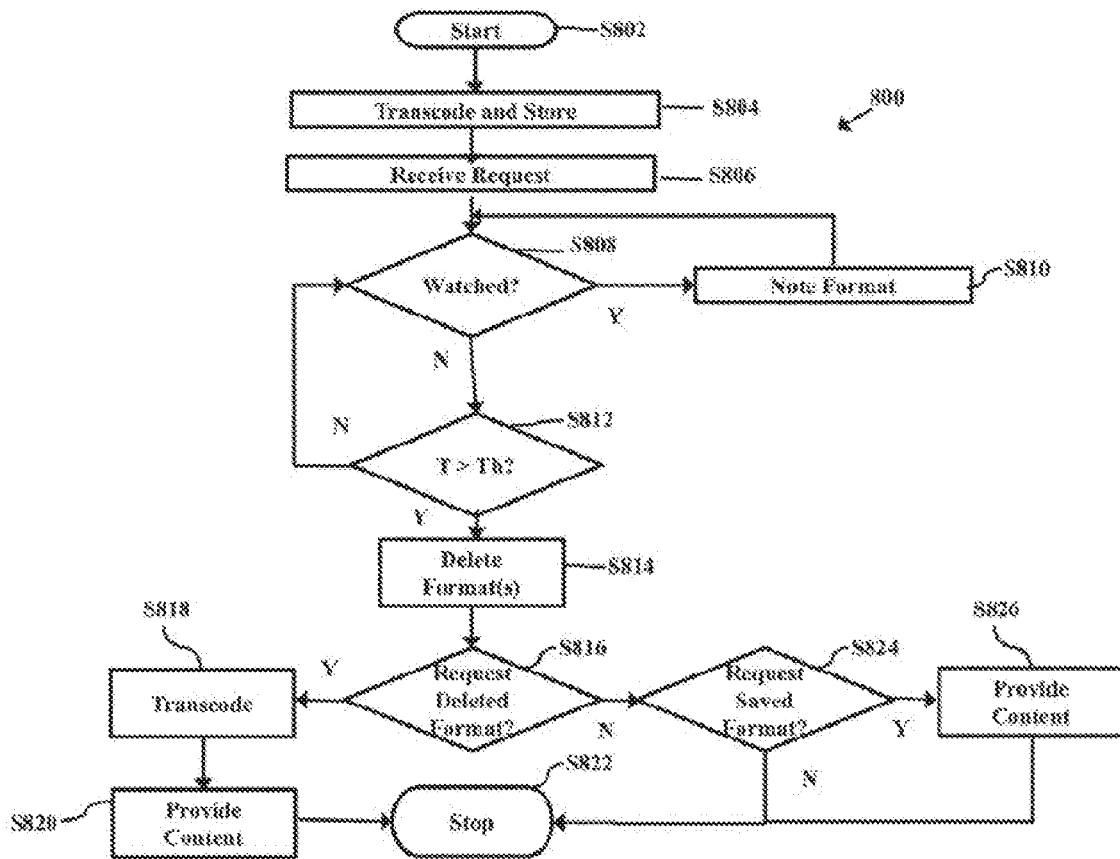 Start
S802
Transcode and Store
S804
800
Receive Request
S806
Watched?
S808
Y
Note Format
S810
N
T > Th?
S812
N
Y
Delete
Format(s)
S814
S818
Transcode
Y
Request
Deleted
Format?
S816
N
Request
Saved
Format?
S824
Y
S826
Provide
Content
N
S820
Provide
Content
S822
Stop